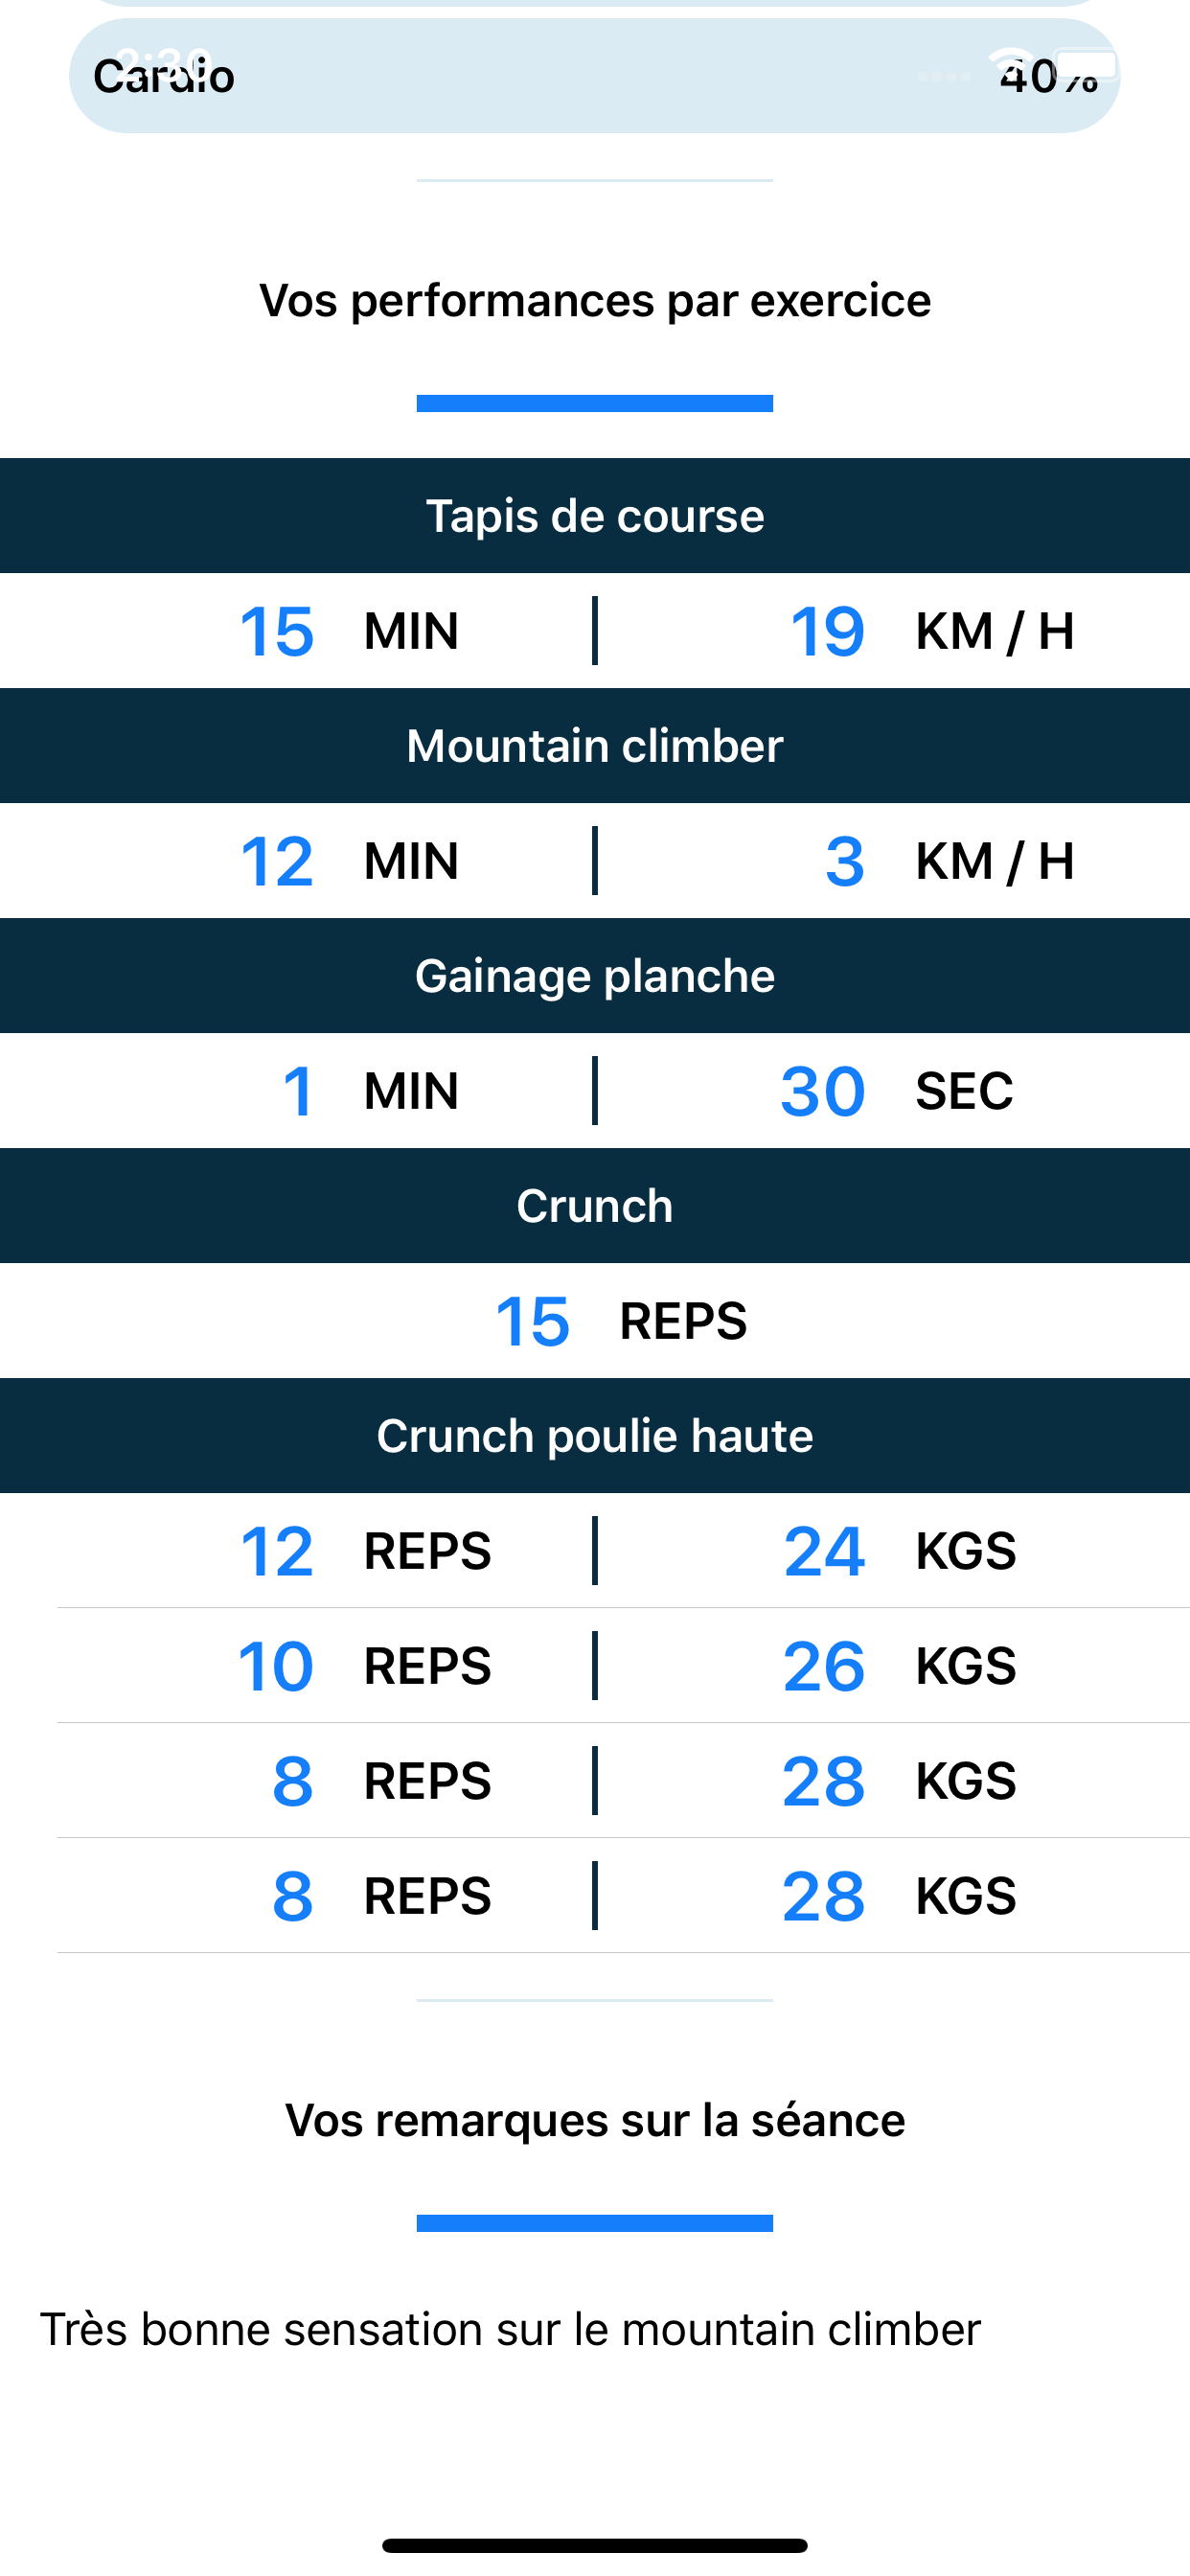 2:30
Cardio 40%
Vos performances par exercice
Tapis de course
15 MIN 19 KM / H
Mountain climber
12 MIN 3 KM / H
Gainage planche
1 MIN 30 SEC
Crunch
15 REPS
Crunch poulie haute
12 REPS 24 KGS
10 REPS 26 KGS
8 REPS 28 KGS
8 REPS 28 KGS
Vos remarques sur la séance
Très bonne sensation sur le mountain climber